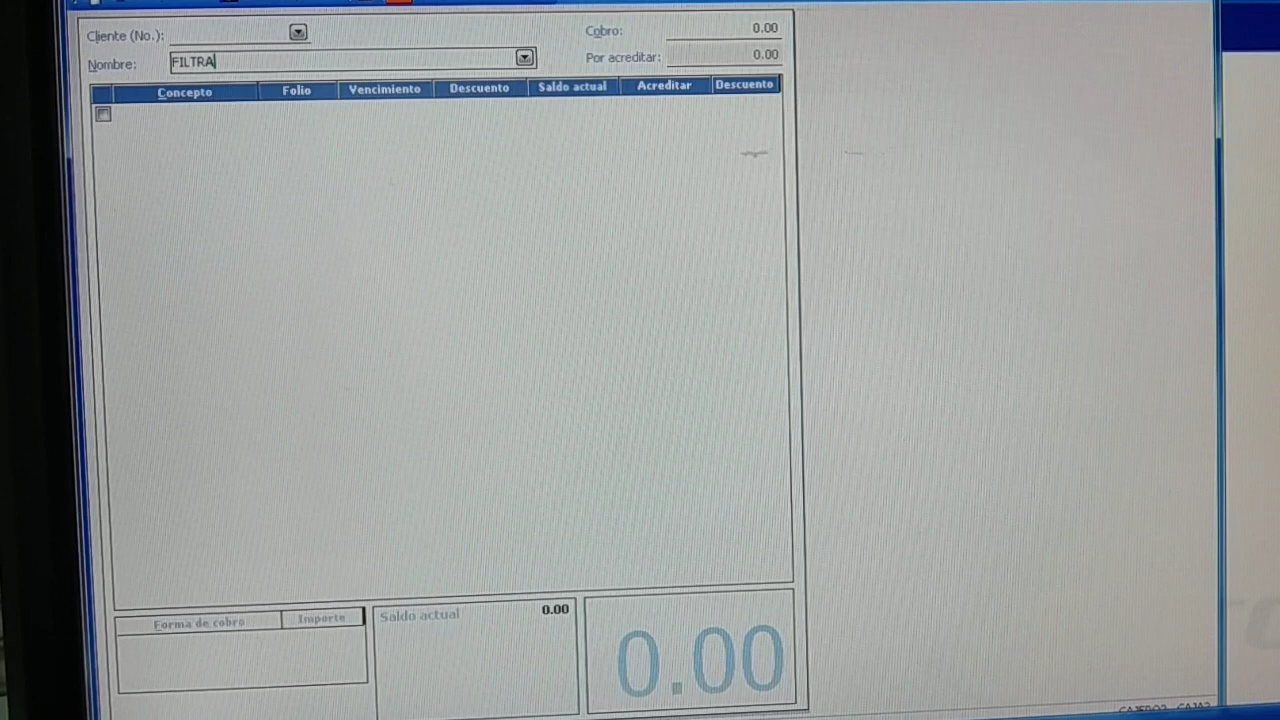 Cliente (No.):
Cobro: 0.00
Nombre: FILTRA
Por acreditar: 0.00
Concepto Folio Vencimiento Descuento Saldo actual Acreditar Descuento
Forma de cobro Importe
Saldo actual 0.00
0.00